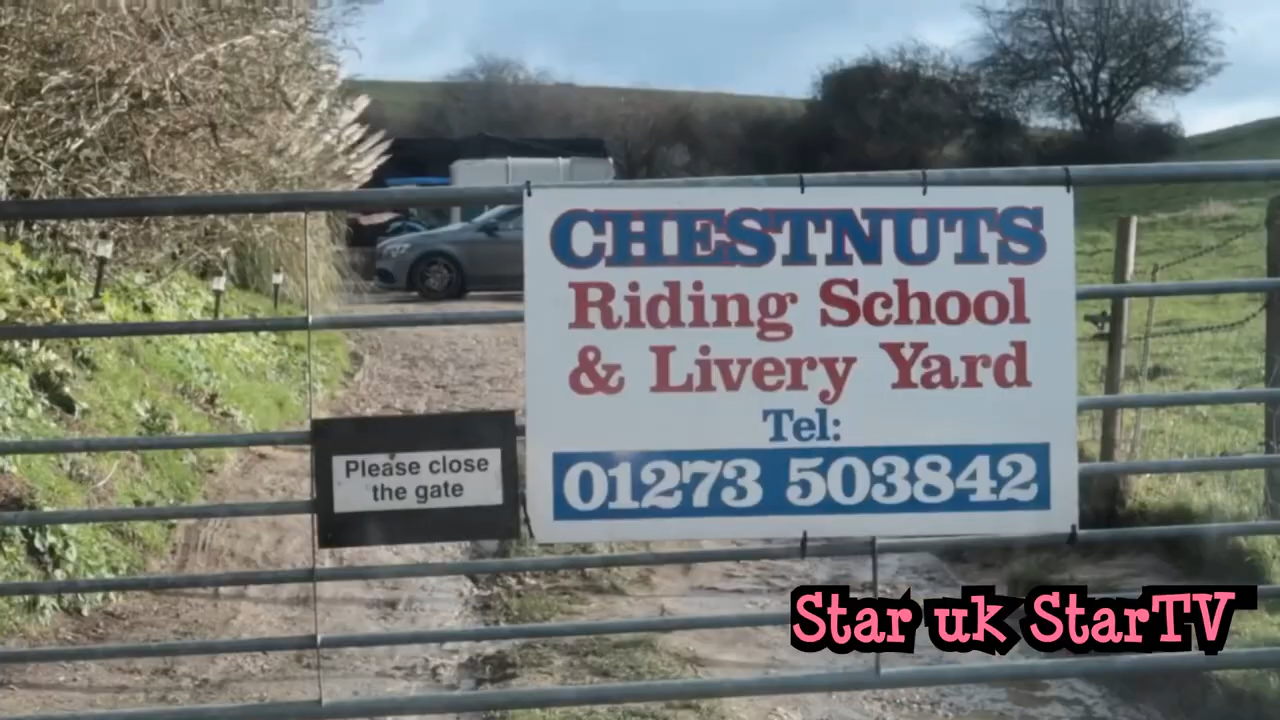 CHESTNUTS
Riding School
& Livery Yard
Tel:
01273 503842
Please close
the gate
Star uk StarTV